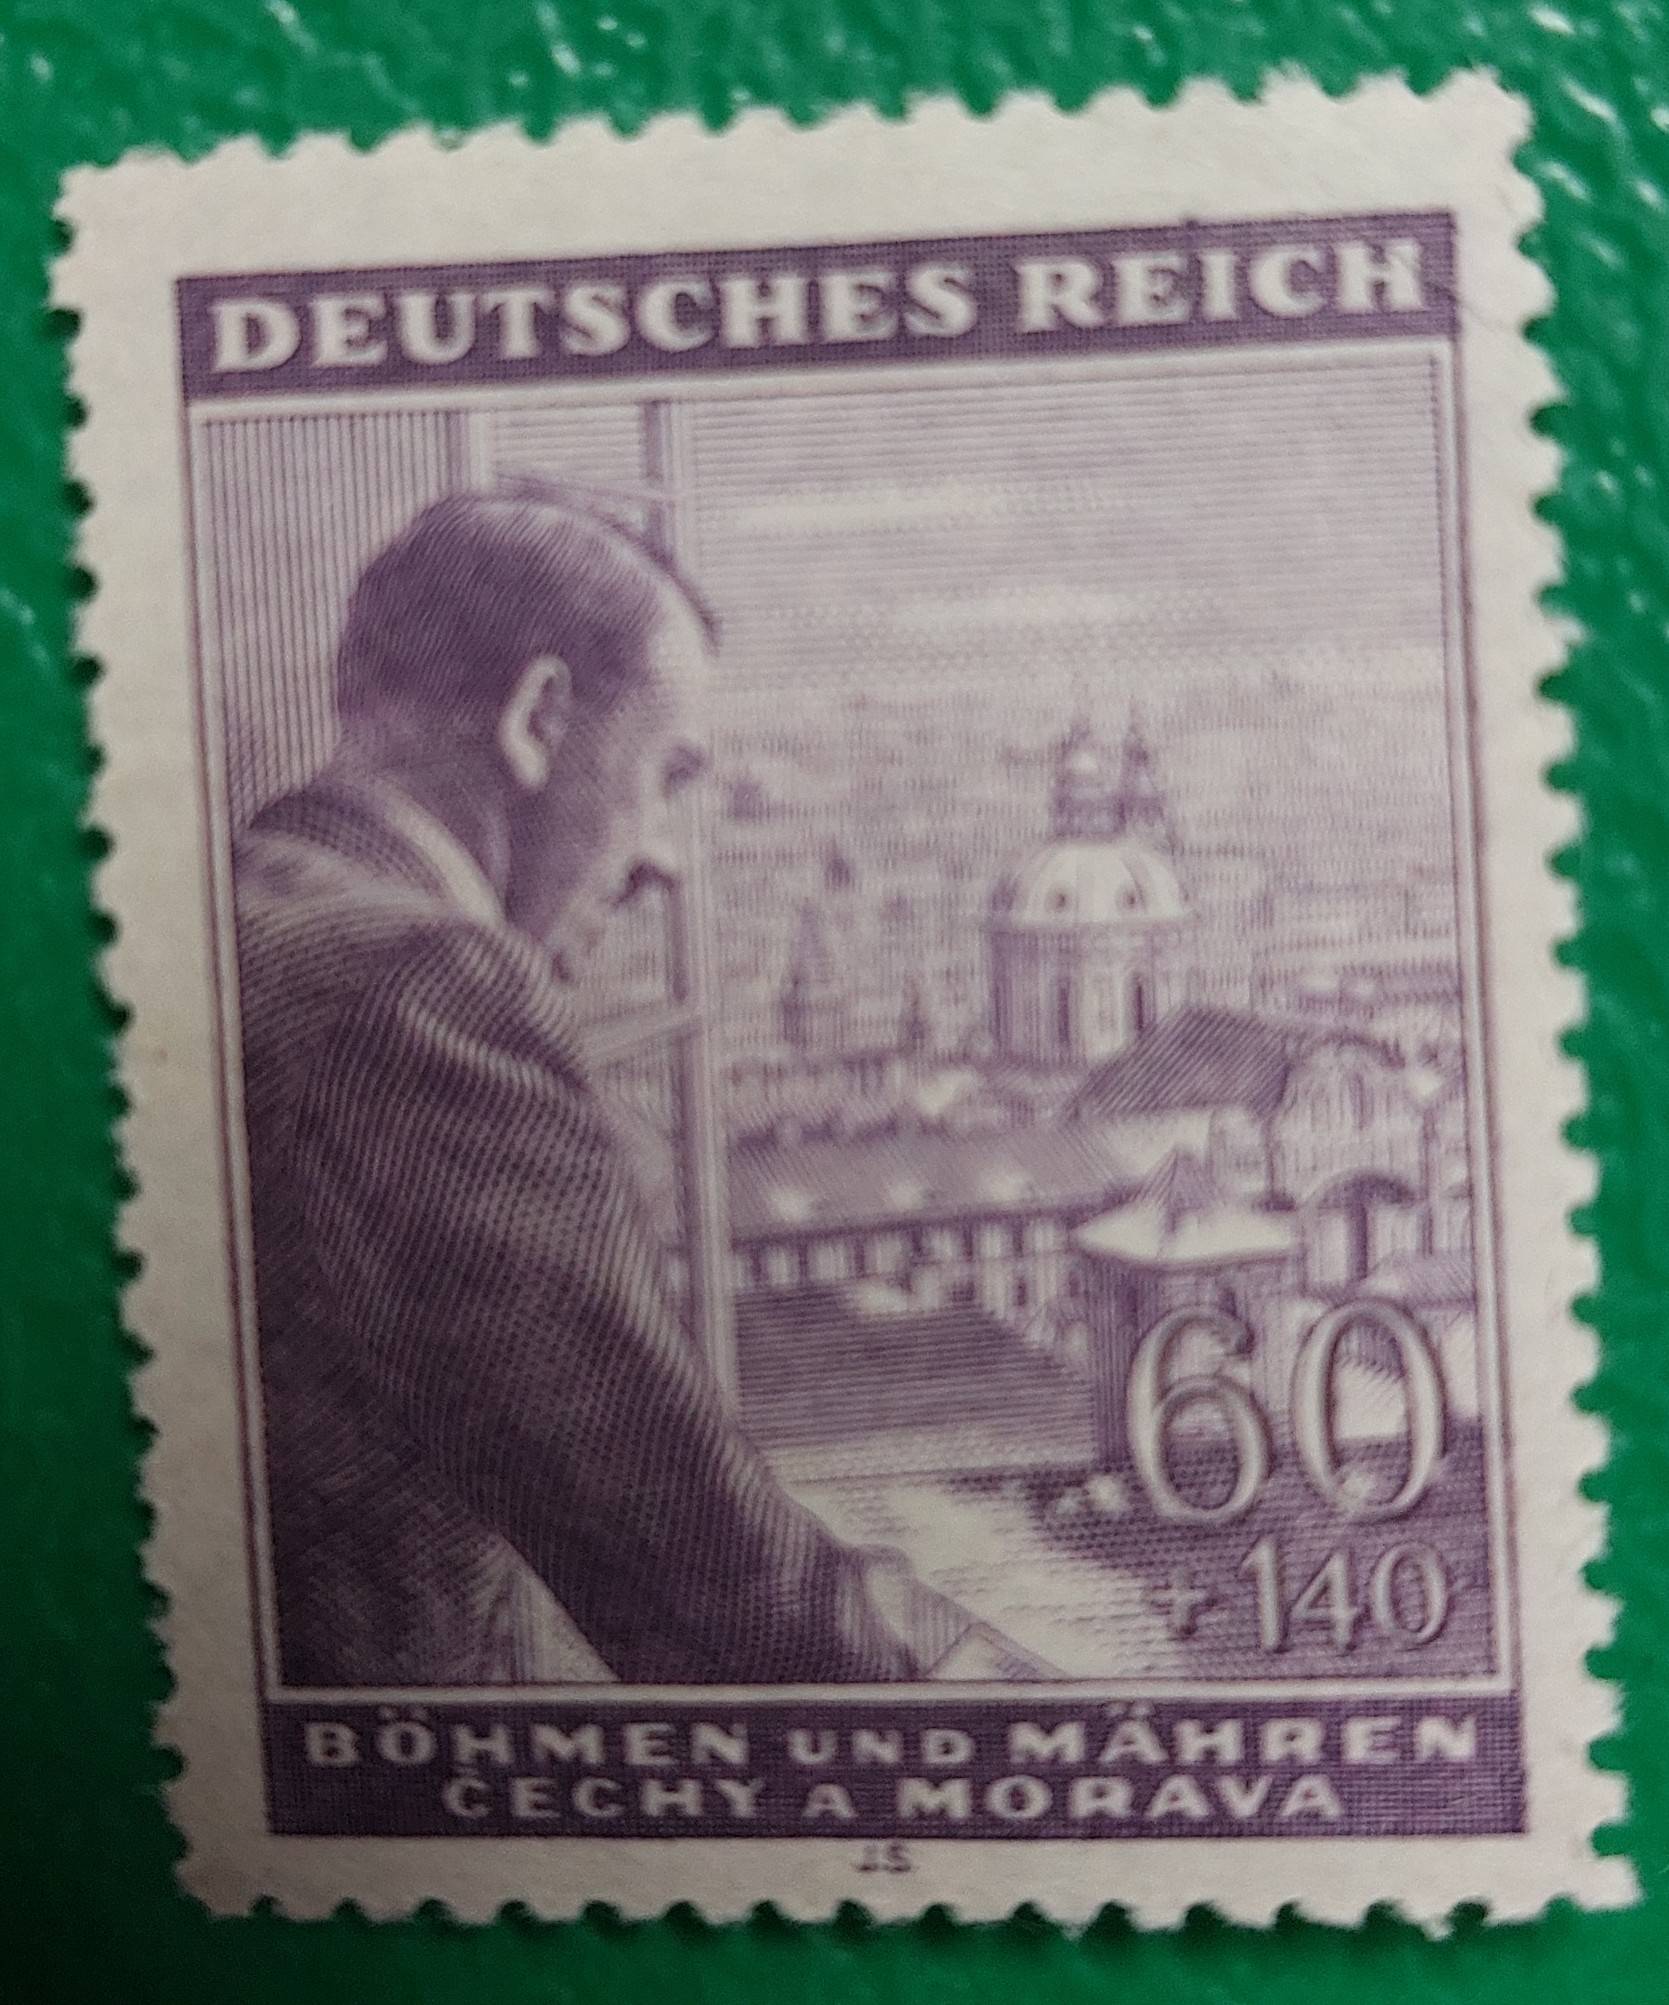 DEUTSCHES REICH
60
+ 140
BÖHMEN UND MÄHREN
ČECHY A MORAVA
J.S.